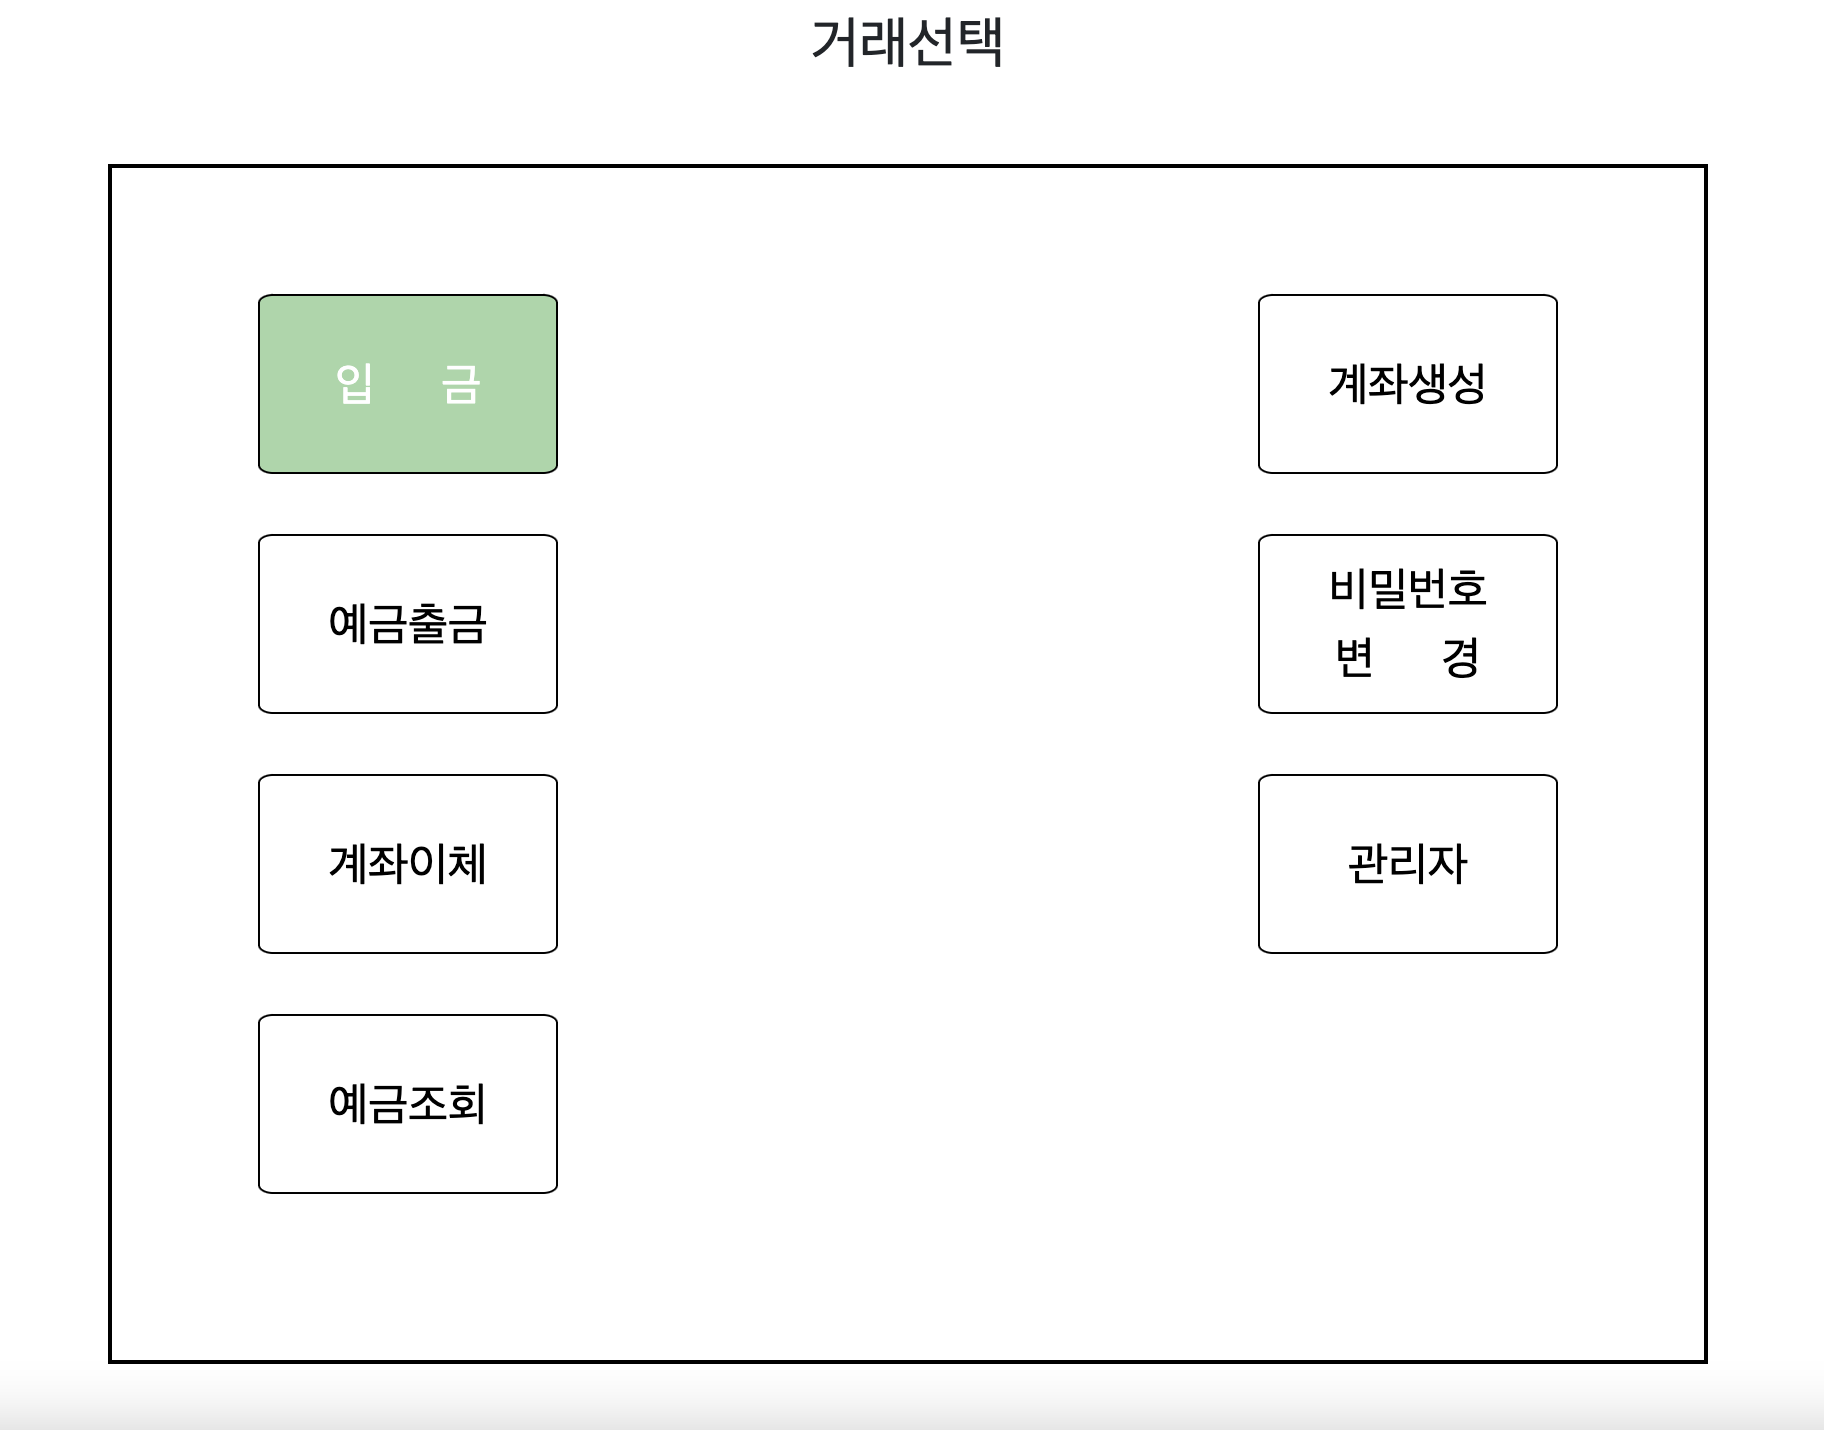 거래선택
입 금
예금출금
계좌이체
예금조회
계좌생성
비밀번호
변 경
관리자